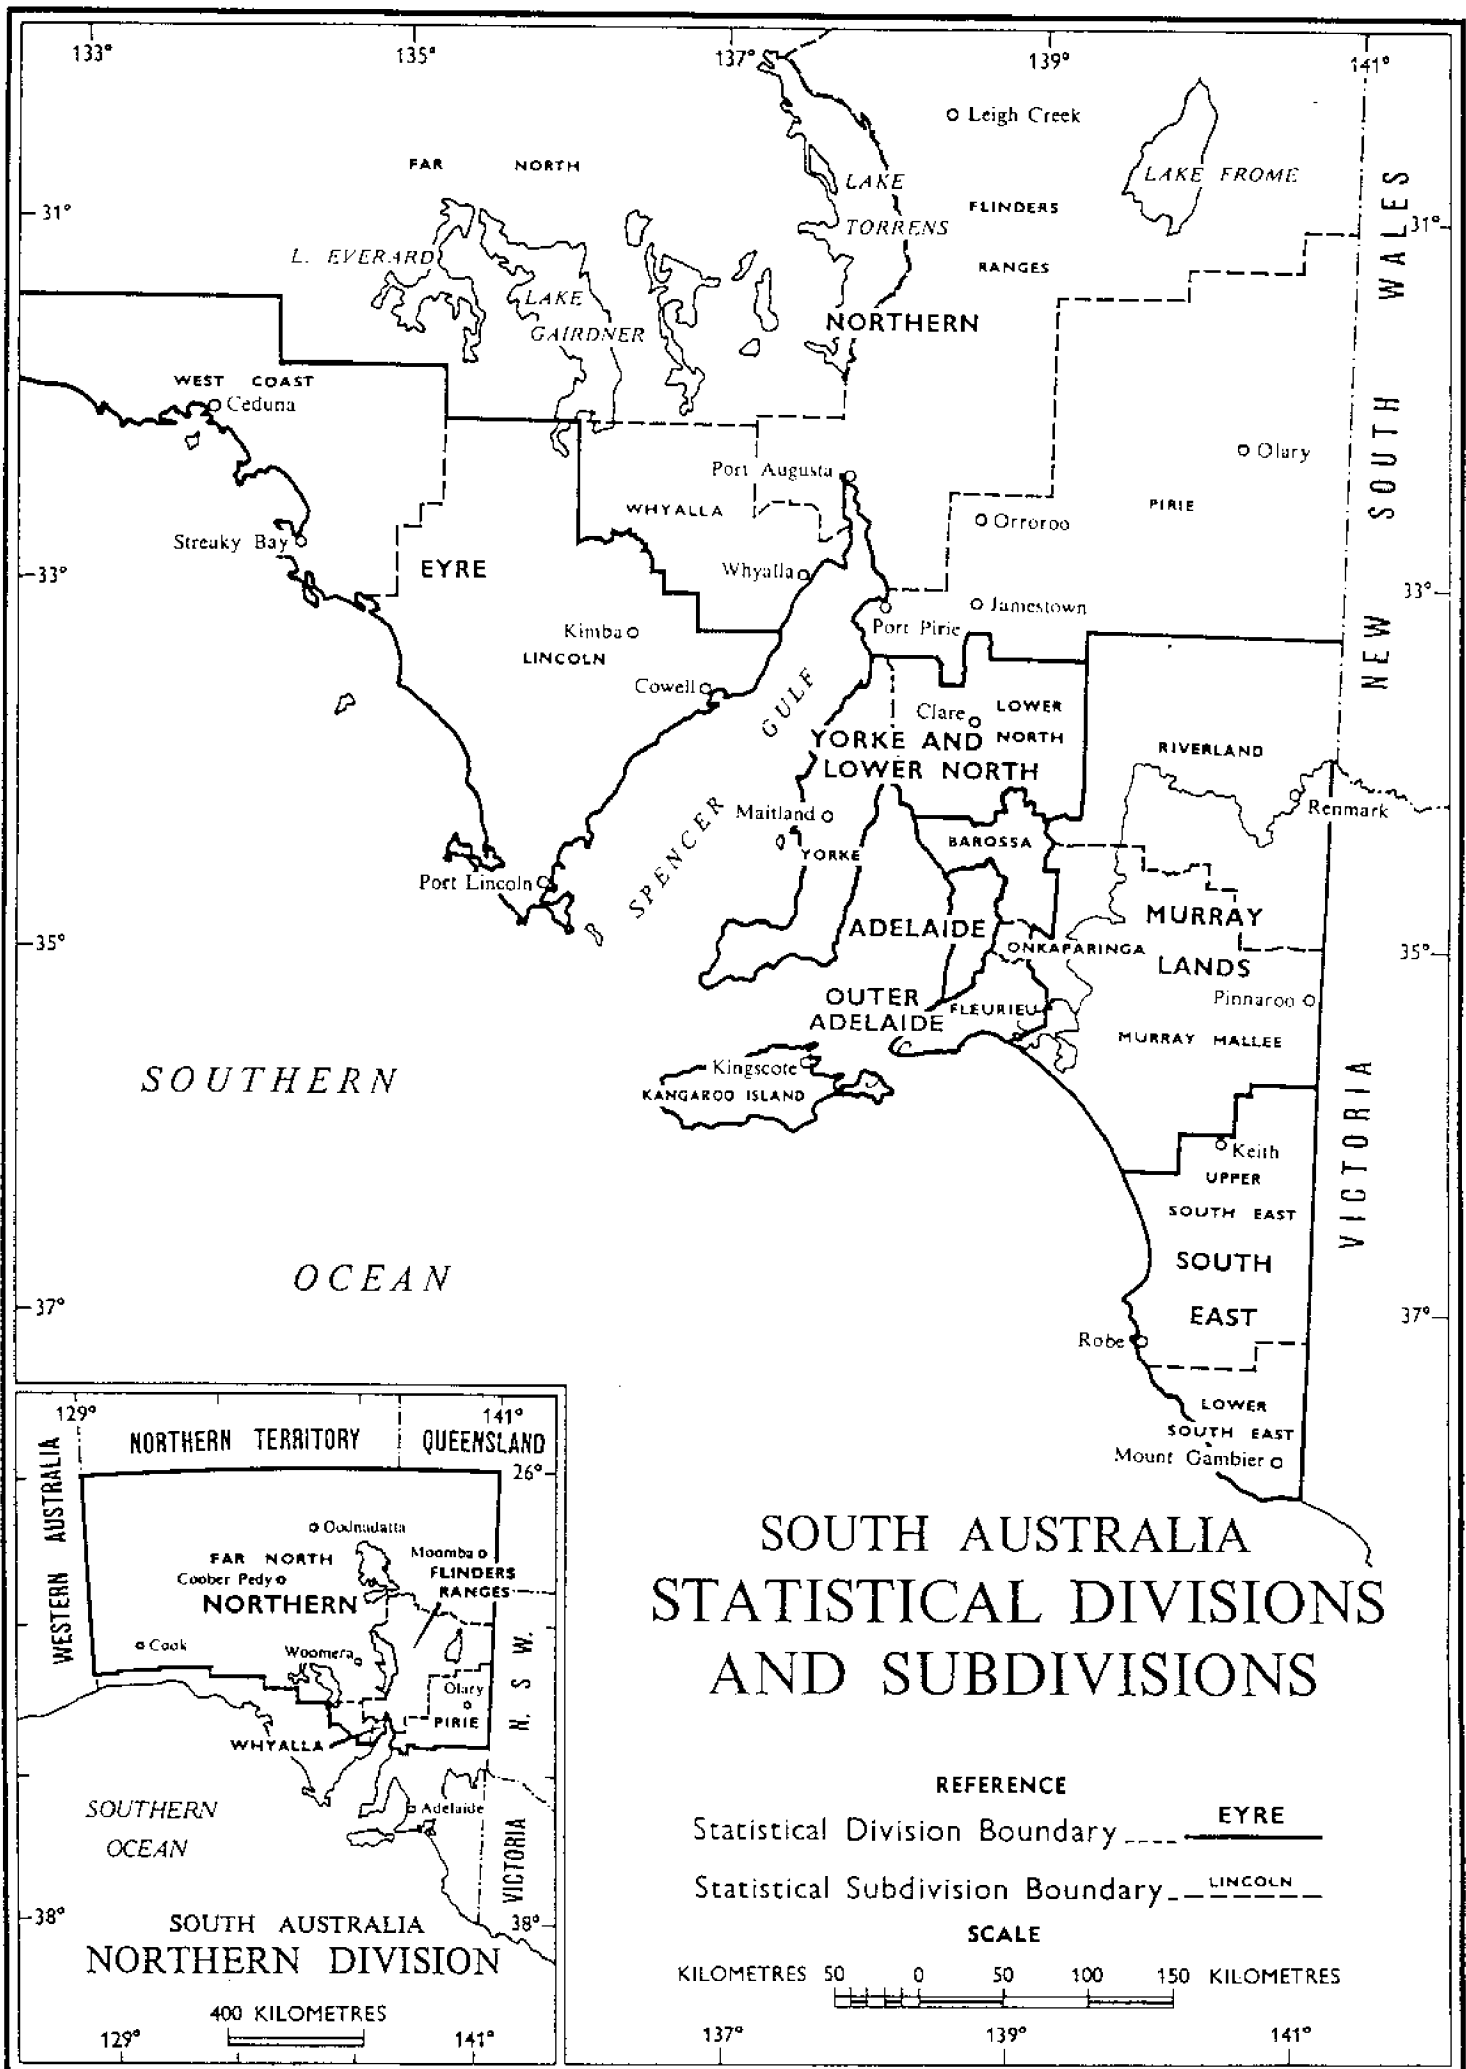 133°
135°
137°
139°
141°
Leigh Creek
FAR NORTH
LAKE FROME
LAKE
TORRENS
FLINDERS
31°
31°
L. EVERARD
RANGES
LAKE
GAIRDNER
NORTHERN
NEW SOUTH WALES
WEST COAST
Ceduna
Olary
Port Augusta
WHYALLA
PIRIE
Orroroo
Streaky Bay
EYRE
33°
Whyalla
33°
Jamestown
Port Pirie
Kimba
LINCOLN
Cowell
SPENCER GULF
Clare
LOWER
NORTH
YORKE AND
LOWER NORTH
RIVERLAND
Renmark
Maitland
YORKE
BAROSSA
Port Lincoln
MURRAY
LANDS
ADELAIDE
35°
ONKAPARINGA
35°
OUTER
ADELAIDE
FLEURIEU
Pinnaroo
MURRAY MALLEE
Kingscote
KANGAROO ISLAND
SOUTHERN
OCEAN
VICTORIA
Keith
UPPER
SOUTH EAST
SOUTH
EAST
37°
37°
Robe
LOWER
SOUTH EAST
Mount Gambier
129°
141°
NORTHERN TERRITORY
QUEENSLAND
26°
WESTERN AUSTRALIA
Oodnadatta
FAR NORTH
Moomba
Coober Pedy
FLINDERS
RANGES
NORTHERN
Cook
Woomera
Olary
PIRIE
N. S. W.
WHYALLA
SOUTHERN
OCEAN
Adelaide
VICTORIA
38°
38°
SOUTH AUSTRALIA
NORTHERN DIVISION
400 KILOMETRES
129°
141°
SOUTH AUSTRALIA
STATISTICAL DIVISIONS
AND SUBDIVISIONS
REFERENCE
Statistical Division Boundary EYRE
Statistical Subdivision Boundary LINCOLN
SCALE
KILOMETRES 50 0 50 100 150 KILOMETRES
137°
139°
141°